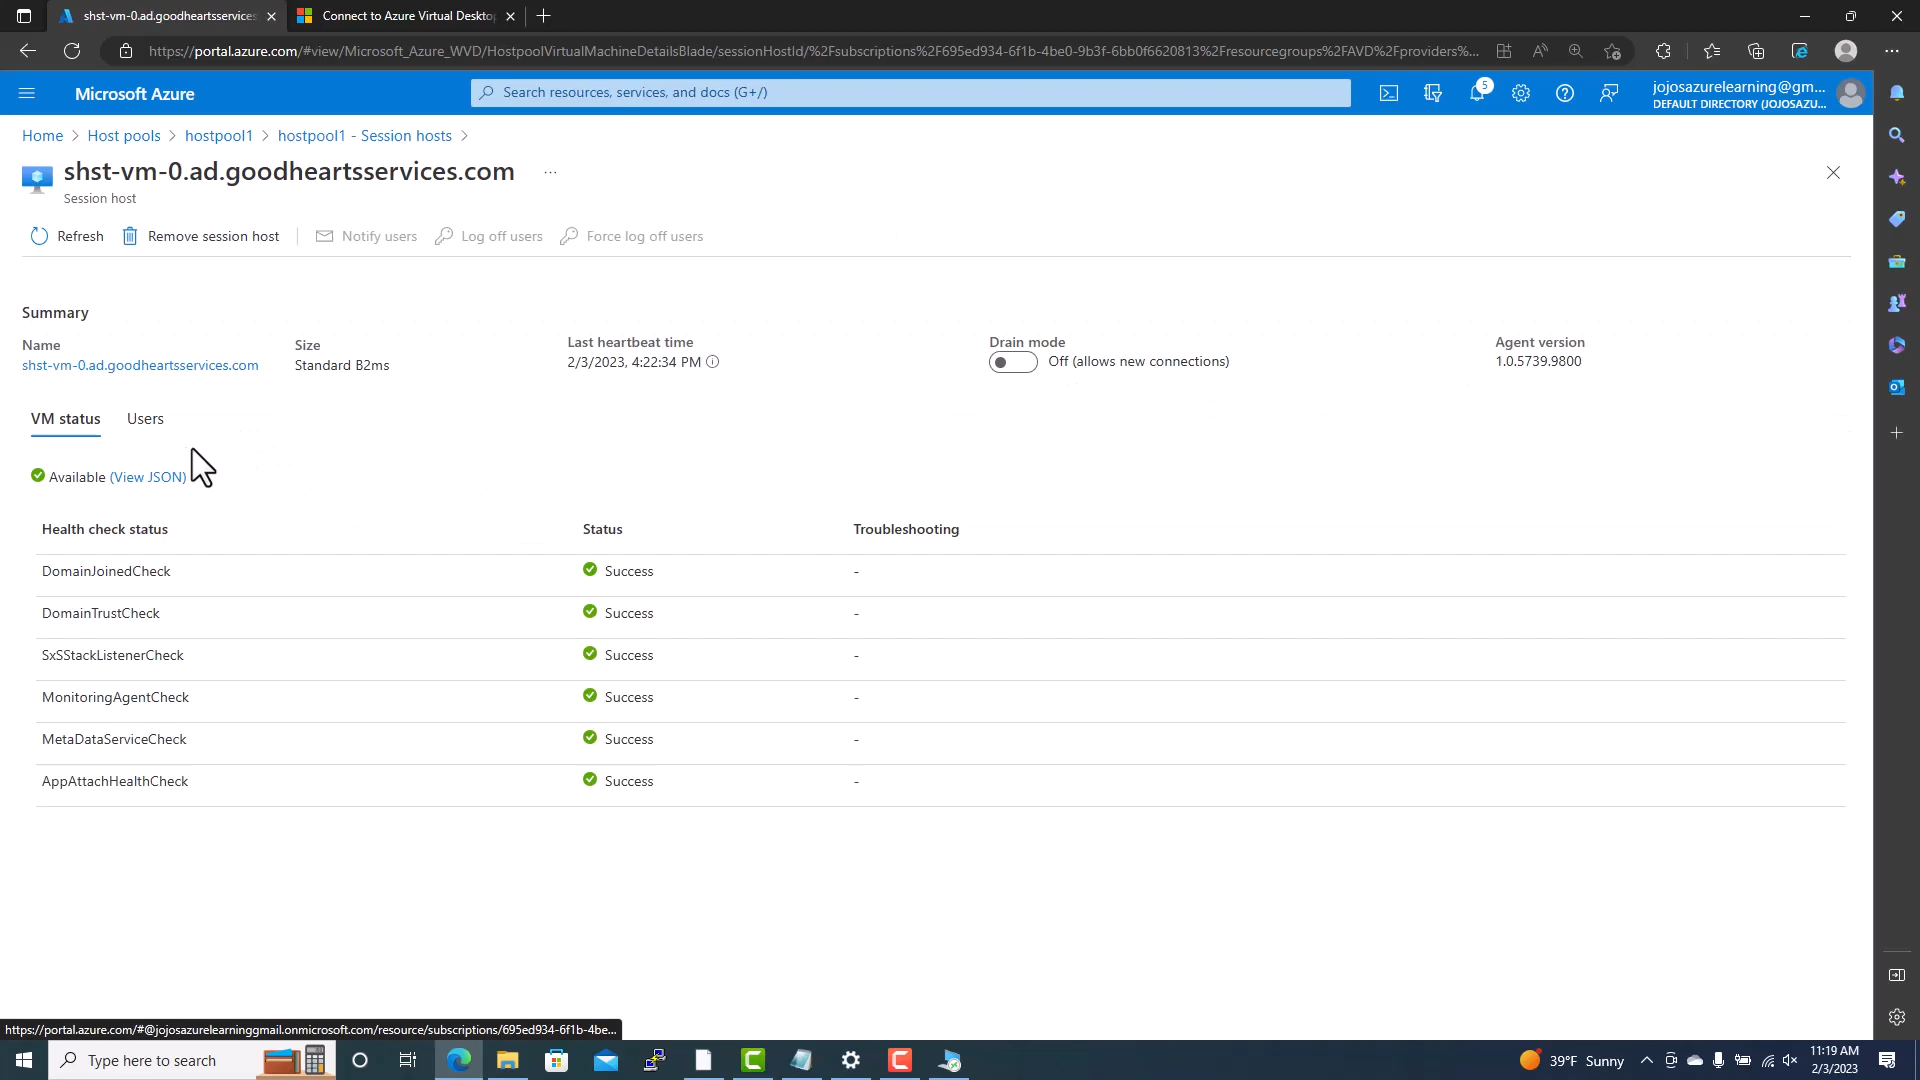 shst-vm-0.ad.goodheartsservices
Connect to Azure Virtual Deskto
https://portal.azure.com/#view/Microsoft_Azure_WVD/HostpoolVirtualMachineDetailsBlade/sessionHostId/%2Fsubscriptions%2F695ed934-6f1b-4be0-9b3f-6bb0f6620813%2Fresourcegroups%2FAVD%2Fproviders%...
Microsoft Azure
Search resources, services, and docs (G+/)
5
jojosazurelearning@gm...
DEFAULT DIRECTORY (JOJOSAZU...
Home > Host pools > hostpool1 > hostpool1 - Session hosts >
shst-vm-0.ad.goodheartsservices.com ...
Session host
Refresh Remove session host Notify users Log off users Force log off users
Summary
Name Size Last heartbeat time Drain mode Agent version
shst-vm-0.ad.goodheartsservices.com Standard B2ms 2/3/2023, 4:22:34 PM Off (allows new connections) 1.0.5739.9800
VM status Users
Available (View JSON)
Health check status Status Troubleshooting
DomainJoinedCheck Success -
DomainTrustCheck Success -
SxSStackListenerCheck Success -
MonitoringAgentCheck Success -
MetaDataServiceCheck Success -
AppAttachHealthCheck Success -
https://portal.azure.com/#@jojosazurelearninggmail.onmicrosoft.com/resource/subscriptions/695ed934-6f1b-4be...
Type here to search
39°F Sunny
11:19 AM
2/3/2023